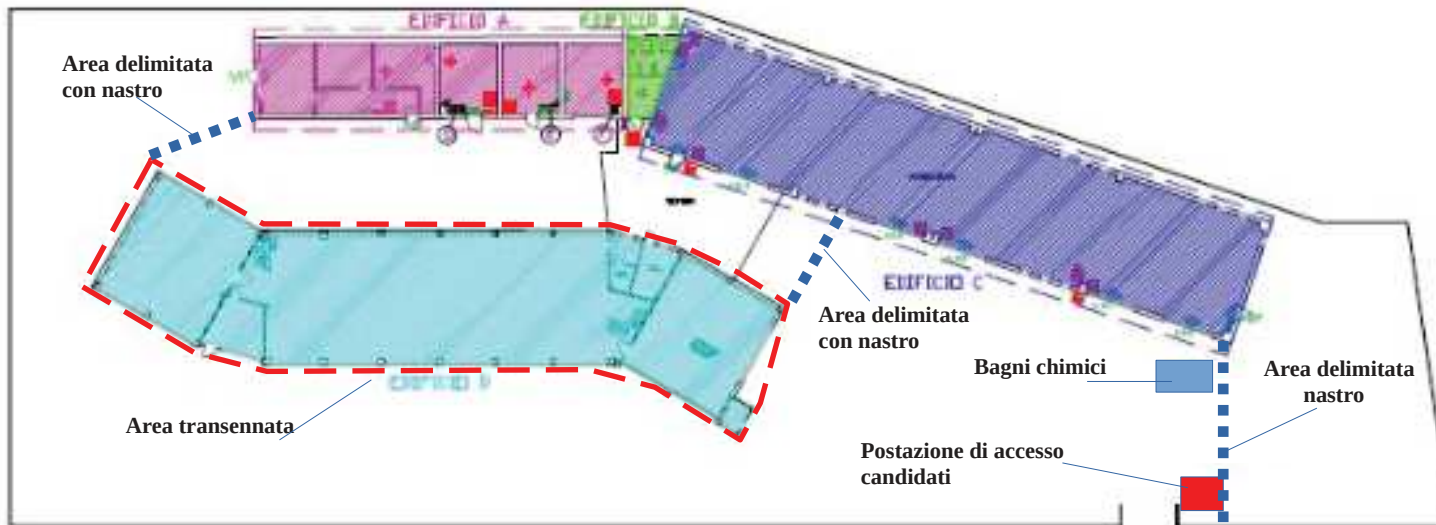 EDIFICIO A
EDIFICIO B
Area delimitata
con nastro
EDIFICIO C
Area delimitata
con nastro
Bagni chimici
Area delimitata
nastro
EDIFICIO D
Area transennata
Postazione di accesso
candidati